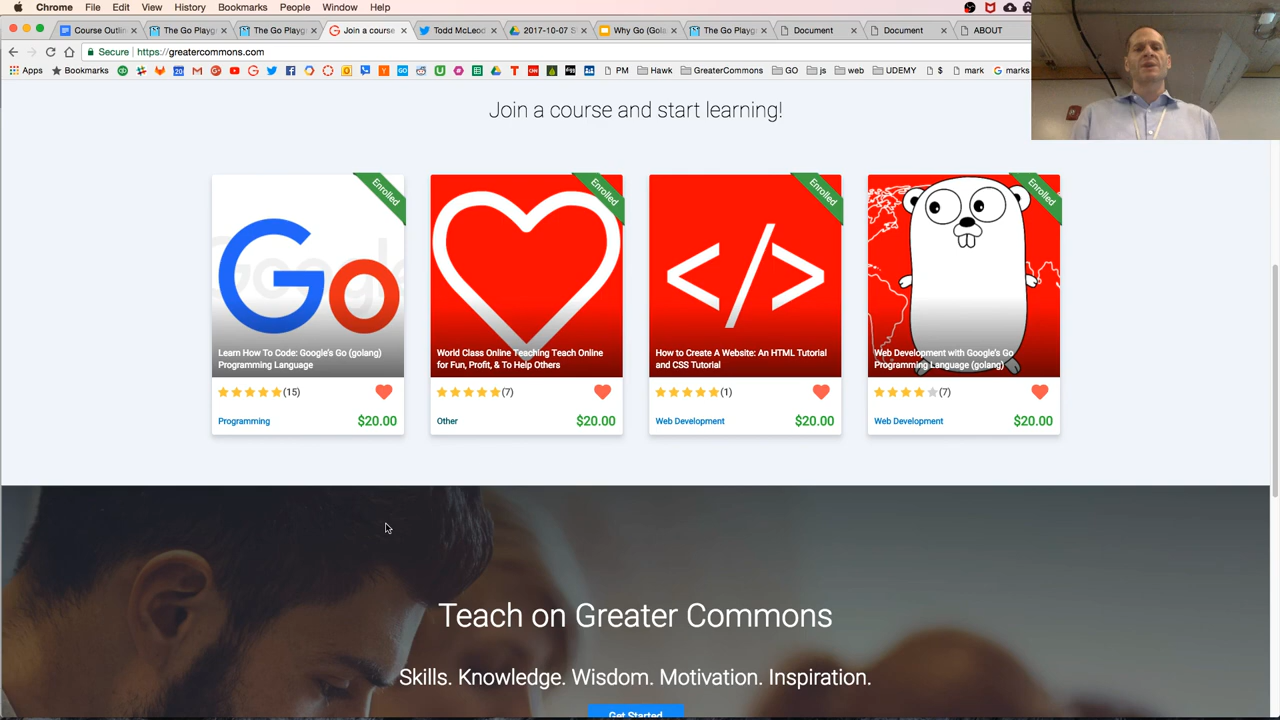 Chrome File Edit View History Bookmarks People Window Help
Course Outlin The Go Playg The Go Playg Join a course Todd McLeod 2017-10-07 S Why Go (Gola The Go Playg Document Document ABOUT
Secure https://greatercommons.com
Apps Bookmarks PM Hawk GreaterCommons GO js web UDEMY $ mark marks
Join a course and start learning!
Enrolled Enrolled Enrolled Enrolled
Go
</>
Learn How To Code: Google's Go (golang)
Programming Language
(15)
Programming $20.00
World Class Online Teaching Teach Online
for Fun, Profit, & To Help Others
(7)
Other $20.00
How to Create A Website: An HTML Tutorial
and CSS Tutorial
(1)
Web Development $20.00
Web Development with Google's Go
Programming Language (golang)
(7)
Web Development $20.00
Teach on Greater Commons
Skills. Knowledge. Wisdom. Motivation. Inspiration.
Get Started